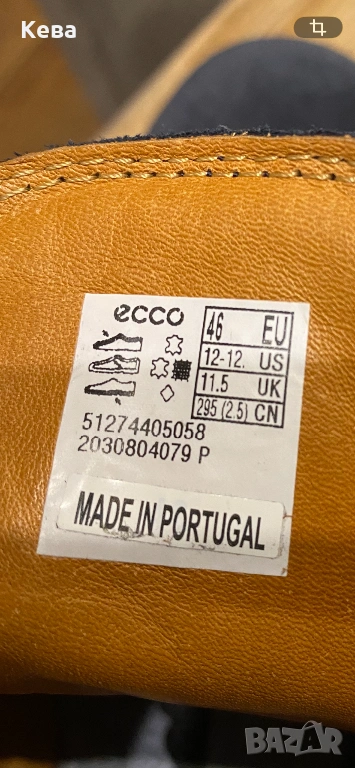 Кева
ecco
46 EU
12-12. US
11.5 UK
295 (2.5) CN
51274405058
2030804079 P
MADE IN PORTUGAL
BAZAR